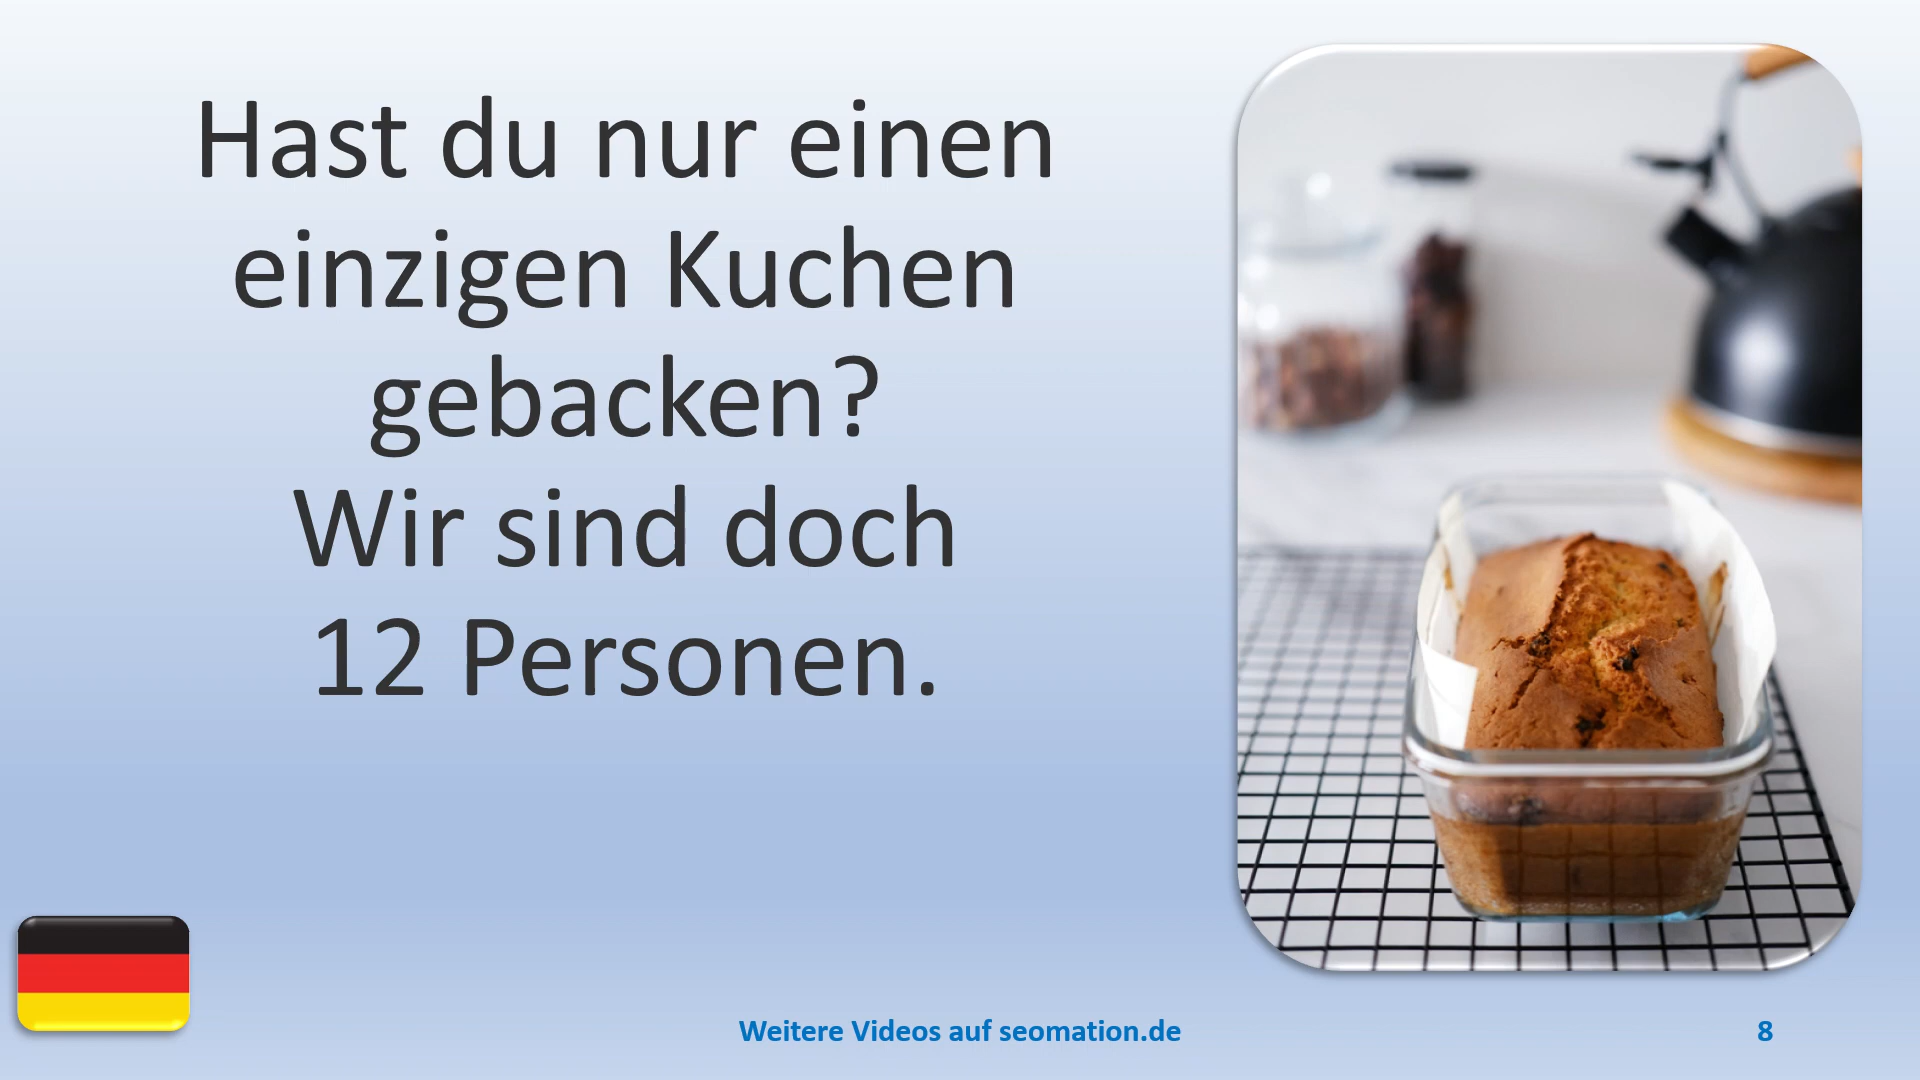 Hast du nur einen
einzigen Kuchen
gebacken?
Wir sind doch
12 Personen.
Weitere Videos auf seomation.de
8